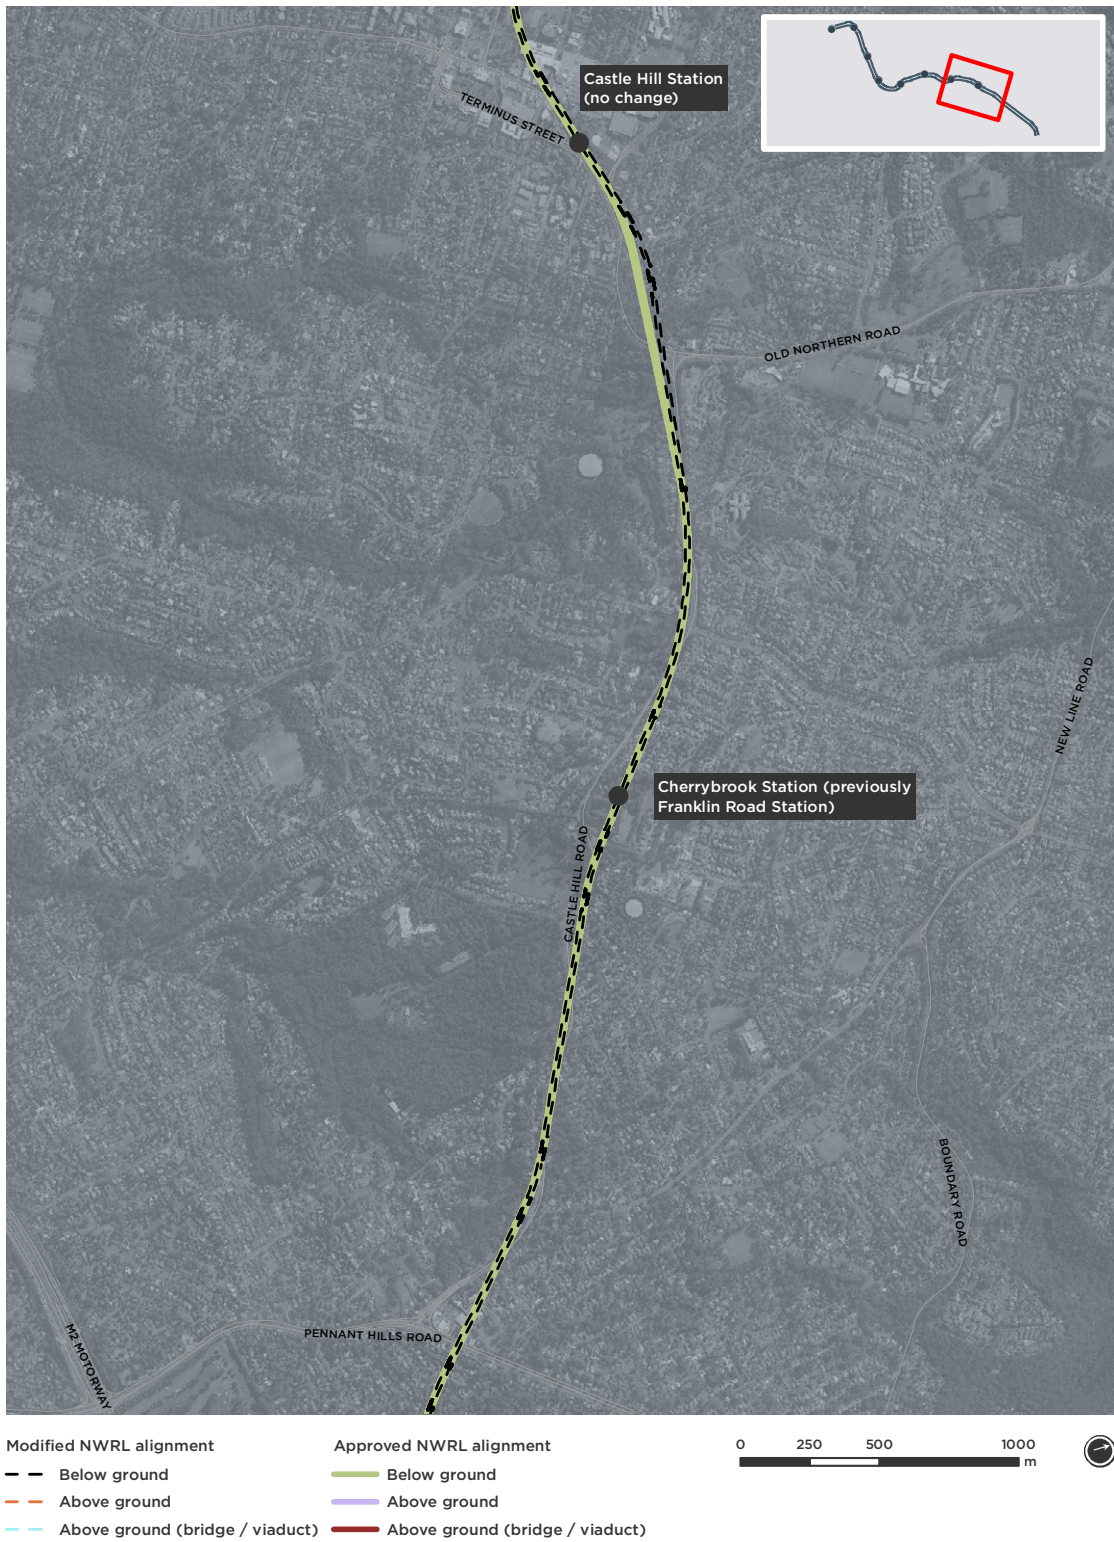 Castle Hill Station
(no change)
TERMINUS STREET
OLD NORTHERN ROAD
NEW LINE ROAD
Cherrybrook Station (previously
Franklin Road Station)
CASTLE HILL ROAD
BOUNDARY ROAD
PENNANT HILLS ROAD
M2 MOTORWAY
Modified NWRL alignment
Below ground
Above ground
Above ground (bridge / viaduct)
Approved NWRL alignment
Below ground
Above ground
Above ground (bridge / viaduct)
0 250 500 1000
m